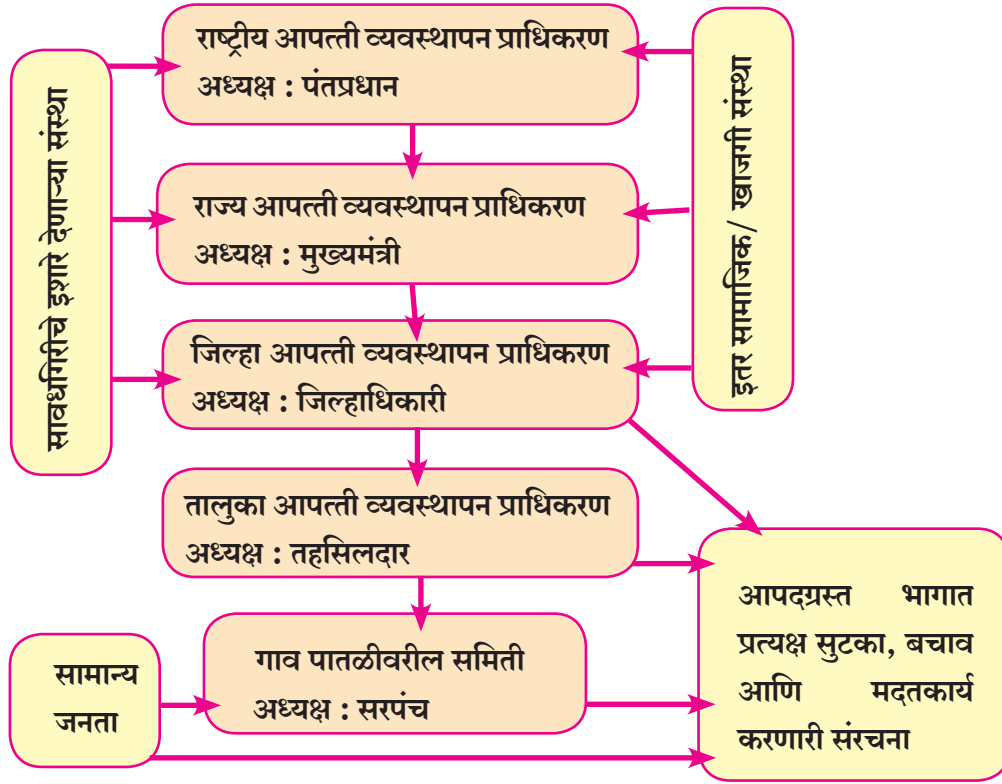 राष्ट्रीय आपत्ती व्यवस्थापन प्राधिकरण
अध्यक्ष : पंतप्रधान
सावधगिरीचे इशारे देणाऱ्या संस्था
इतर सामाजिक/ खाजगी संस्था
राज्य आपत्ती व्यवस्थापन प्राधिकरण
अध्यक्ष : मुख्यमंत्री
जिल्हा आपत्ती व्यवस्थापन प्राधिकरण
अध्यक्ष : जिल्हाधिकारी
तालुका आपत्ती व्यवस्थापन प्राधिकरण
अध्यक्ष : तहसिलदार
गाव पातळीवरील समिती
अध्यक्ष : सरपंच
सामान्य
जनता
आपदग्रस्त भागात
प्रत्यक्ष सुटका, बचाव
आणि मदतकार्य
करणारी संरचना